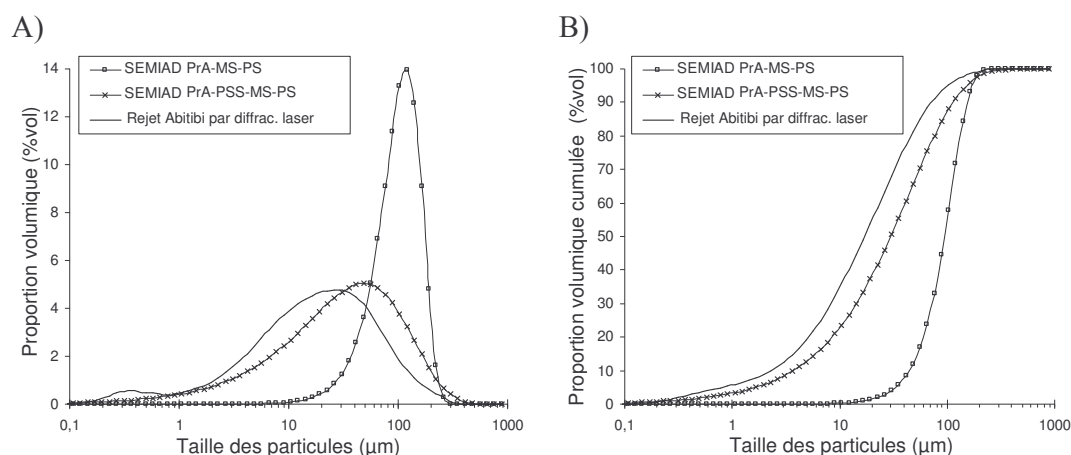 A)
SEMIAD PrA-MS-PS
SEMIAD PrA-PSS-MS-PS
Rejet Abitibi par diffrac. laser
Proportion volumique (%vol)
14
12
10
8
6
4
2
0
0,1
1
10
100
1000
Taille des particules (µm)
B)
SEMIAD PrA-MS-PS
SEMIAD PrA-PSS-MS-PS
Rejet Abitibi par diffrac. laser
Proportion volumique cumulée (%vol)
100
90
80
70
60
50
40
30
20
10
0
0,1
1
10
100
1000
Taille des particules (µm)